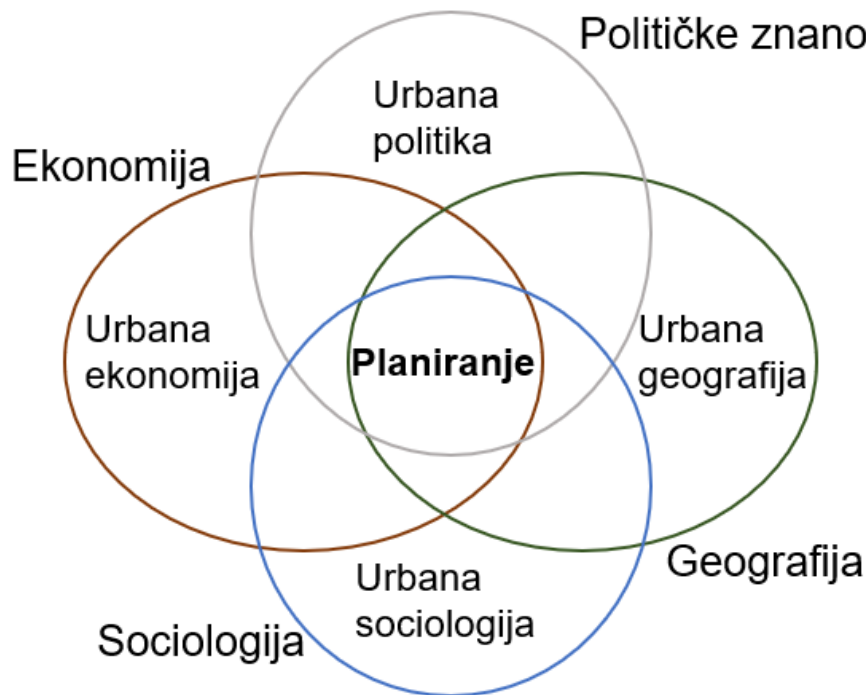 Političke znano
Urbana
politika
Ekonomija
Urbana
ekonomija
Planiranje
Urbana
geografija
Geografija
Urbana
sociologija
Sociologija